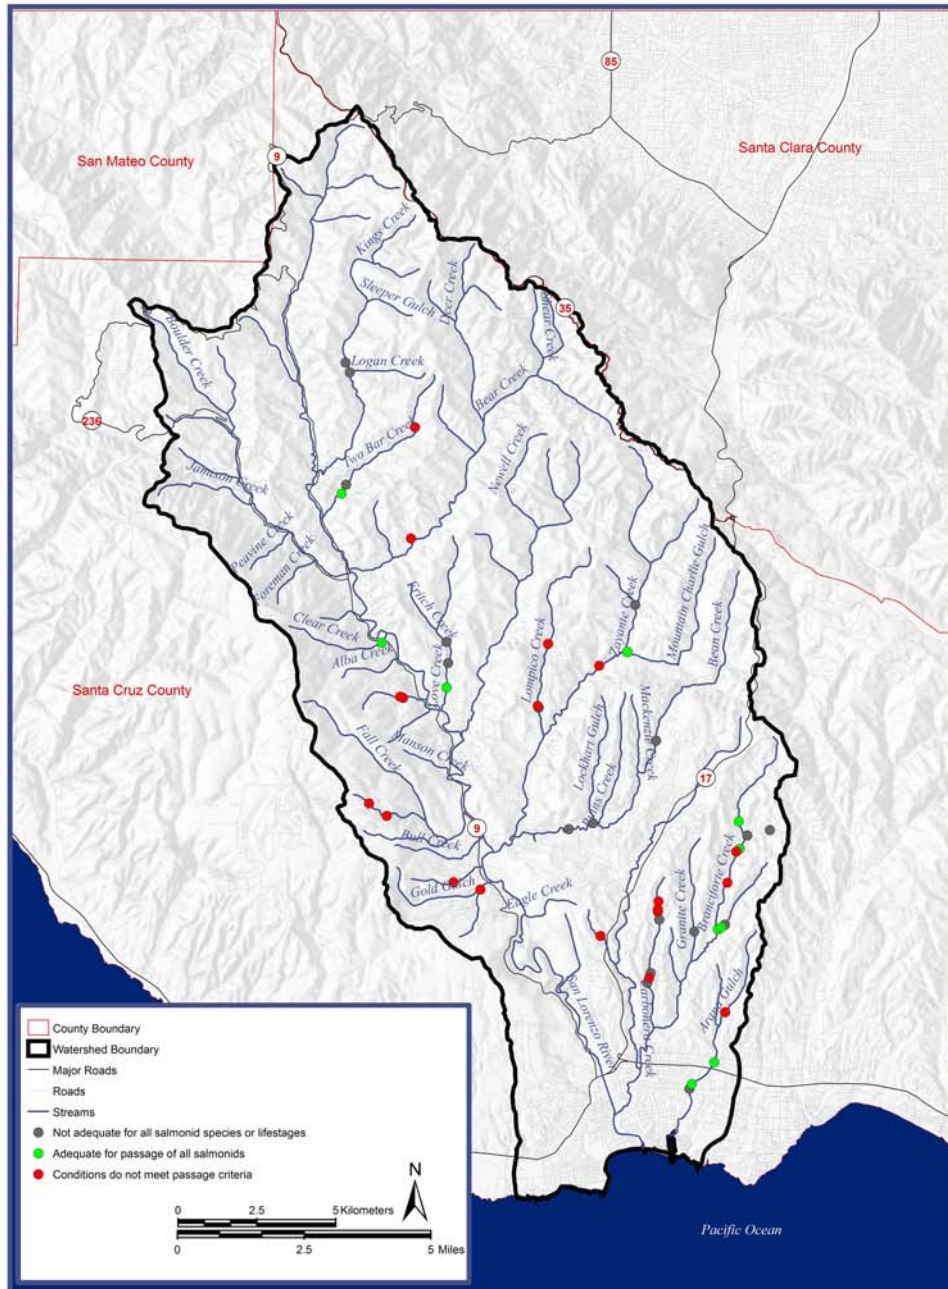 85
San Mateo County
9
Santa Clara County
Kings Creek
Sleeper Gulch
Deer Creek
35
Boulder Creek
Logan Creek
Bear Creek
236
Two Bar Creek
Newell Creek
Jamison Creek
Peavine Creek
Foreman Creek
Mountain Charlie Gulch
Fritch Creek
Zayante Creek
Bean Creek
Clear Creek
Alba Creek
Love Creek
Lompico Creek
Santa Cruz County
Mackenzie Creek
Lockhart Gulch
Manson Creek
Fall Creek
17
9
Bull Creek
Branciforte Creek
Gold Gulch
Eagle Creek
Granite Creek
Arana Gulch
San Lorenzo River
Carbonera Creek
County Boundary
Watershed Boundary
Major Roads
Roads
Streams
Not adequate for all salmonid species or lifestages
Adequate for passage of all salmonids
Conditions do not meet passage criteria
N
0 2.5 5 Kilometers
0 2.5 5 Miles
Pacific Ocean